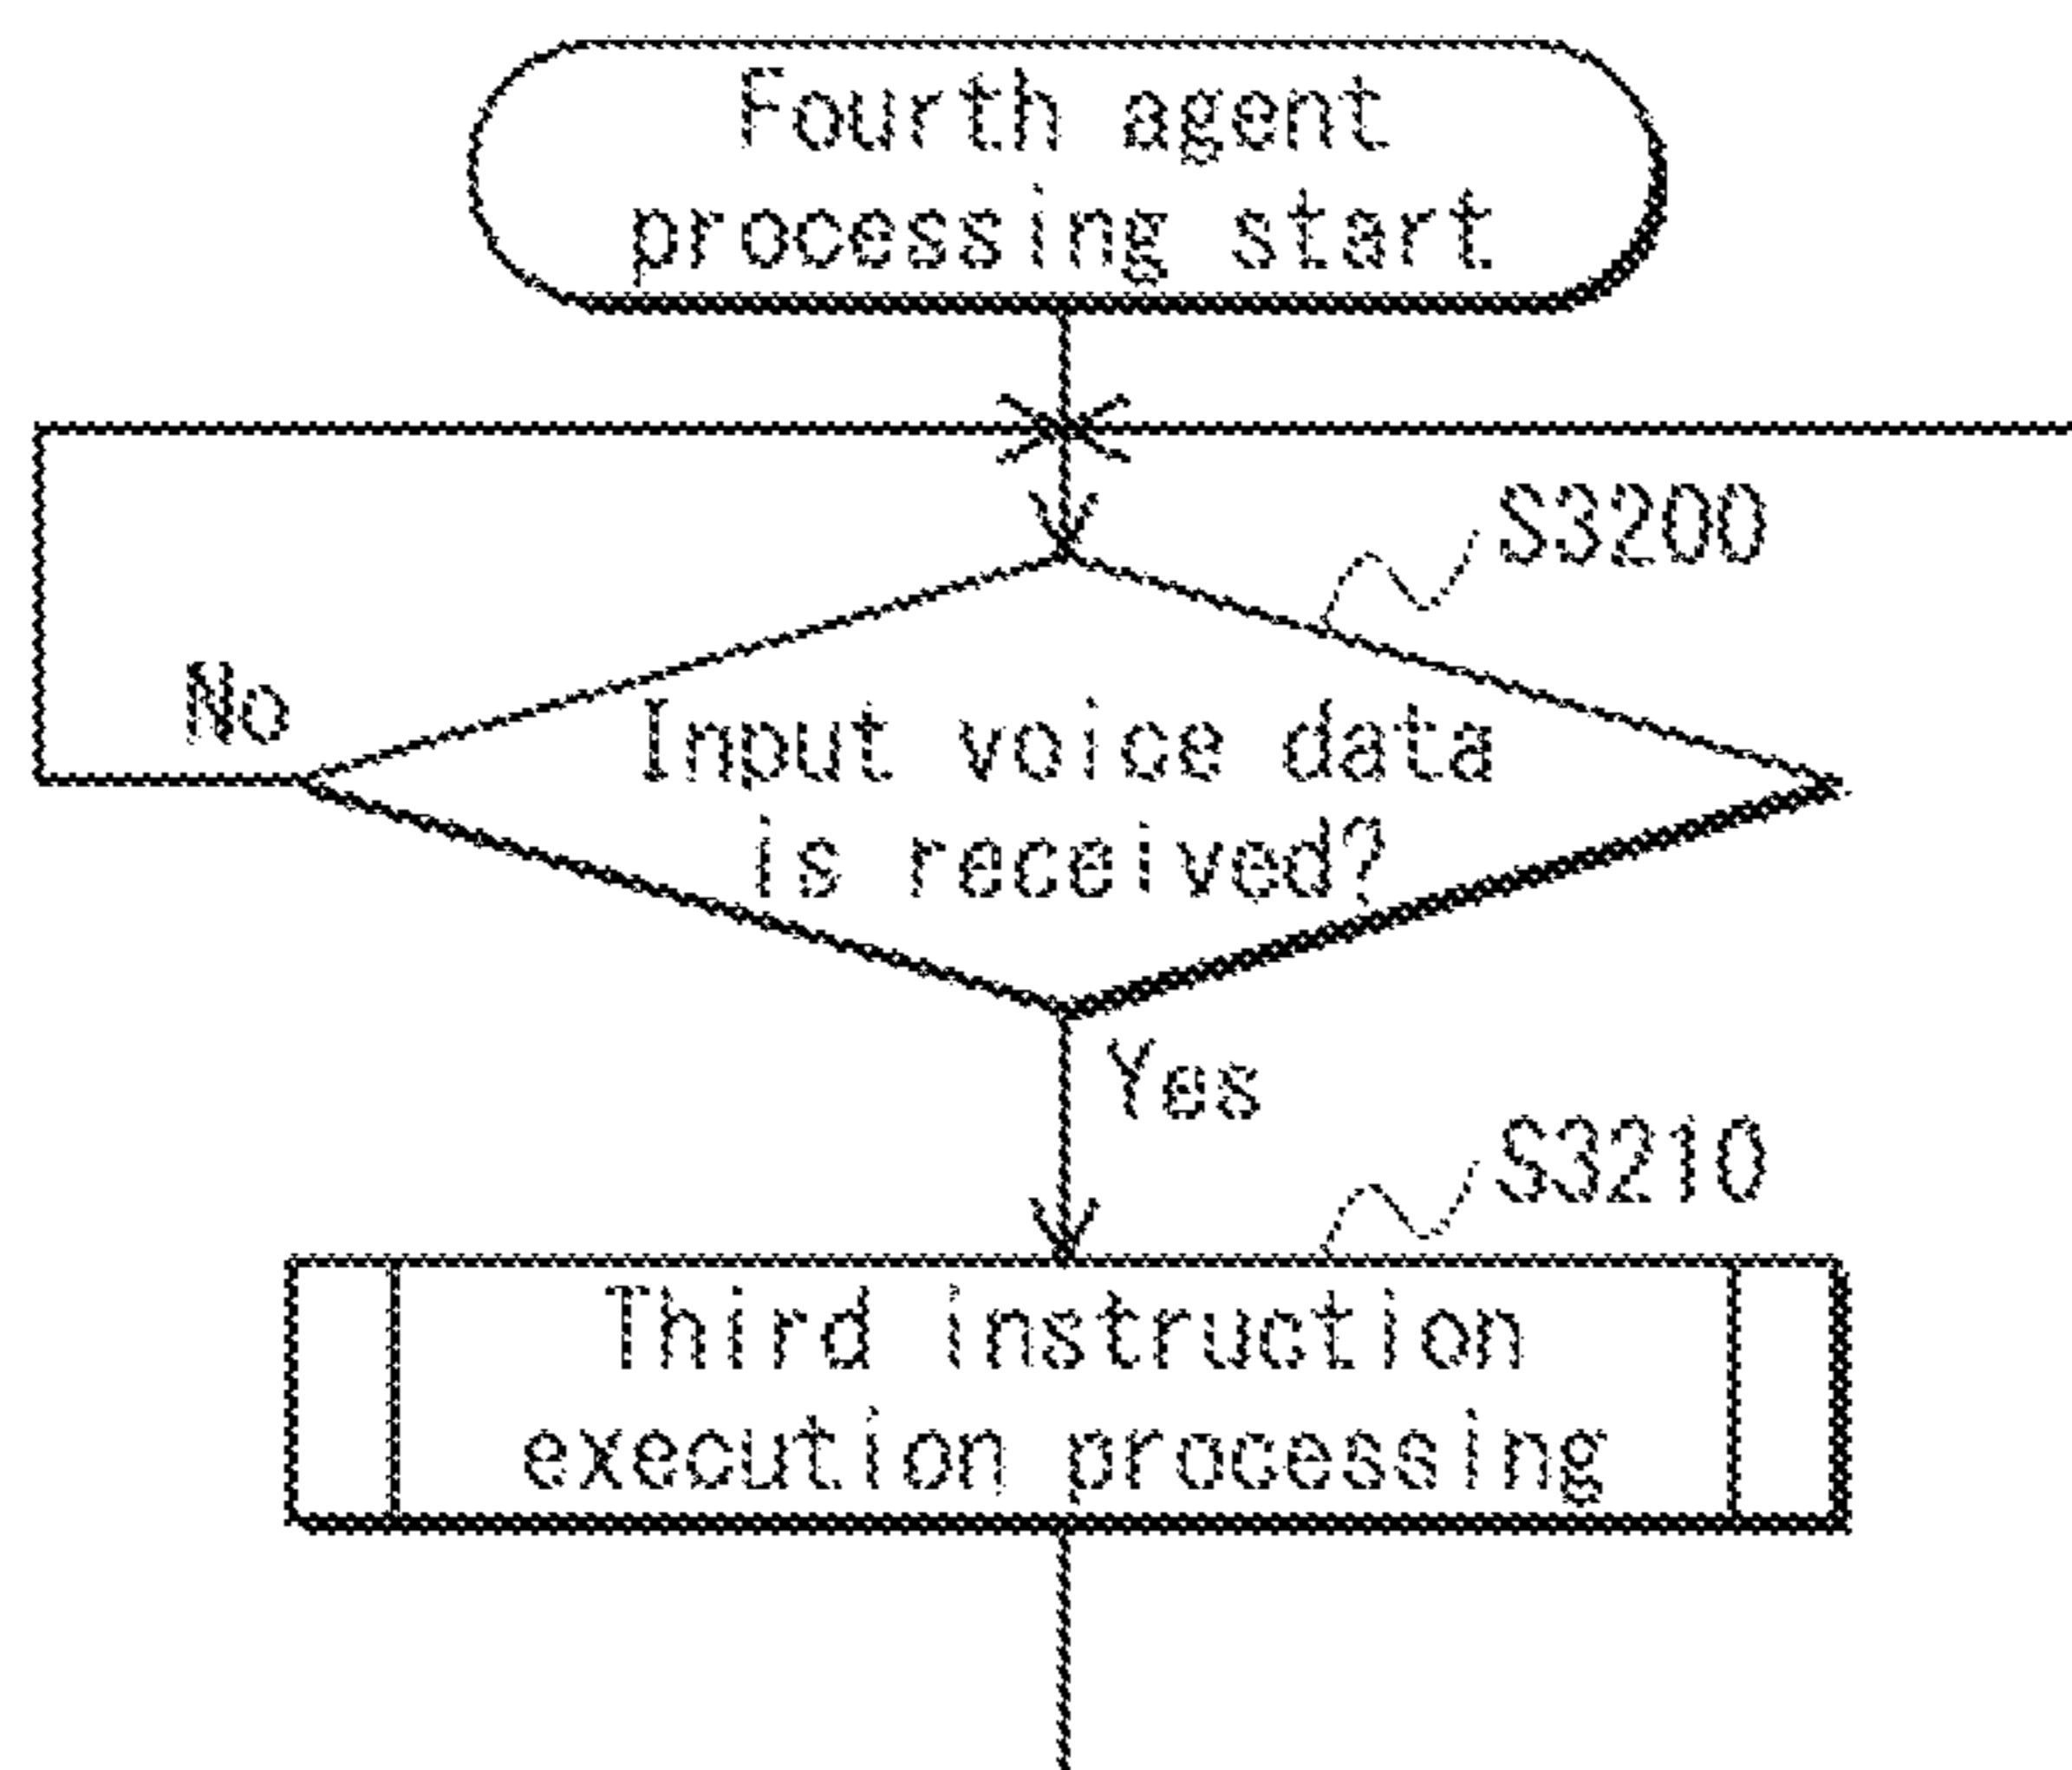 Fourth agent
processing start
S3200
No
Input voice data
is received?
Yes
S3210
Third instruction
execution processing